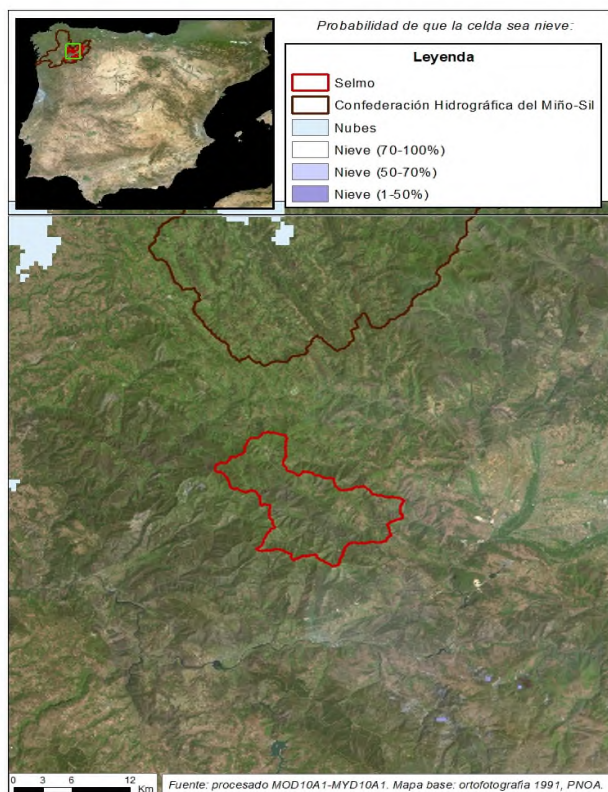 Probabilidad de que la celda sea nieve:
Leyenda
Selmo
Confederación Hidrográfica del Miño-Sil
Nubes
Nieve (70-100%)
Nieve (50-70%)
Nieve (1-50%)
0 3 6 12
Km
Fuente: procesado MOD10A1-MYD10A1. Mapa base: ortofotografía 1991, PNOA.